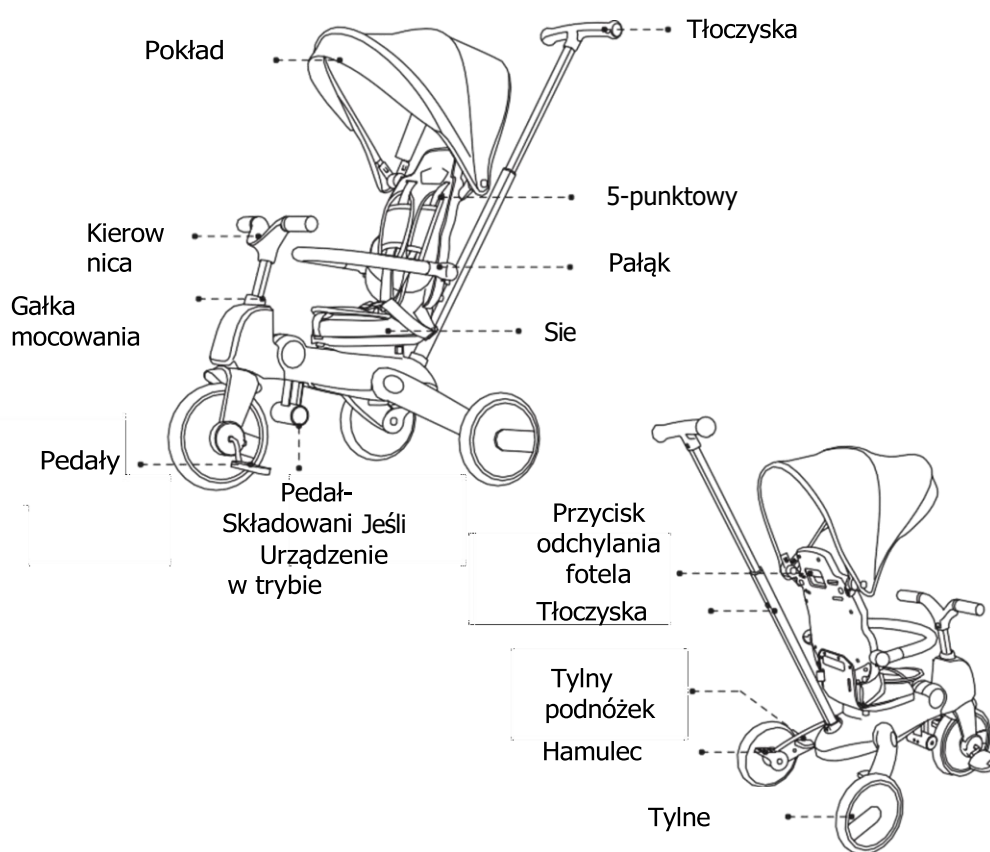 Pokład
Tłoczyska
5-punktowy
Kierow
nica
Pałąk
Gałka
mocowania
Sie
Pedały
Pedał-
Składowani Jeśli
Urządzenie
w trybie
Przycisk
odchylania
fotela
Tłoczyska
Tylny
podnóżek
Hamulec
Tylne